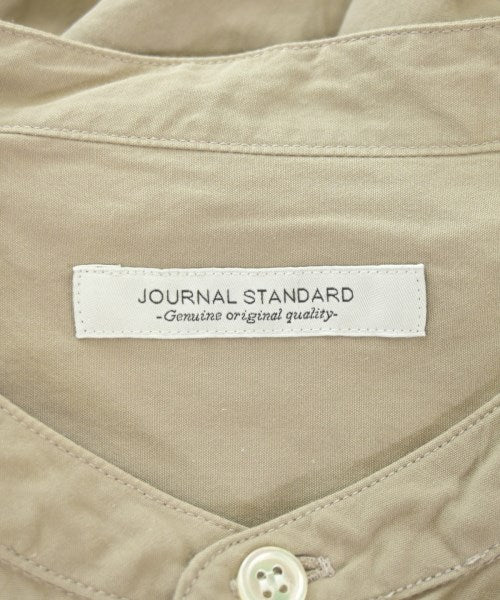 JOURNAL STANDARD
-Genuine original quality-